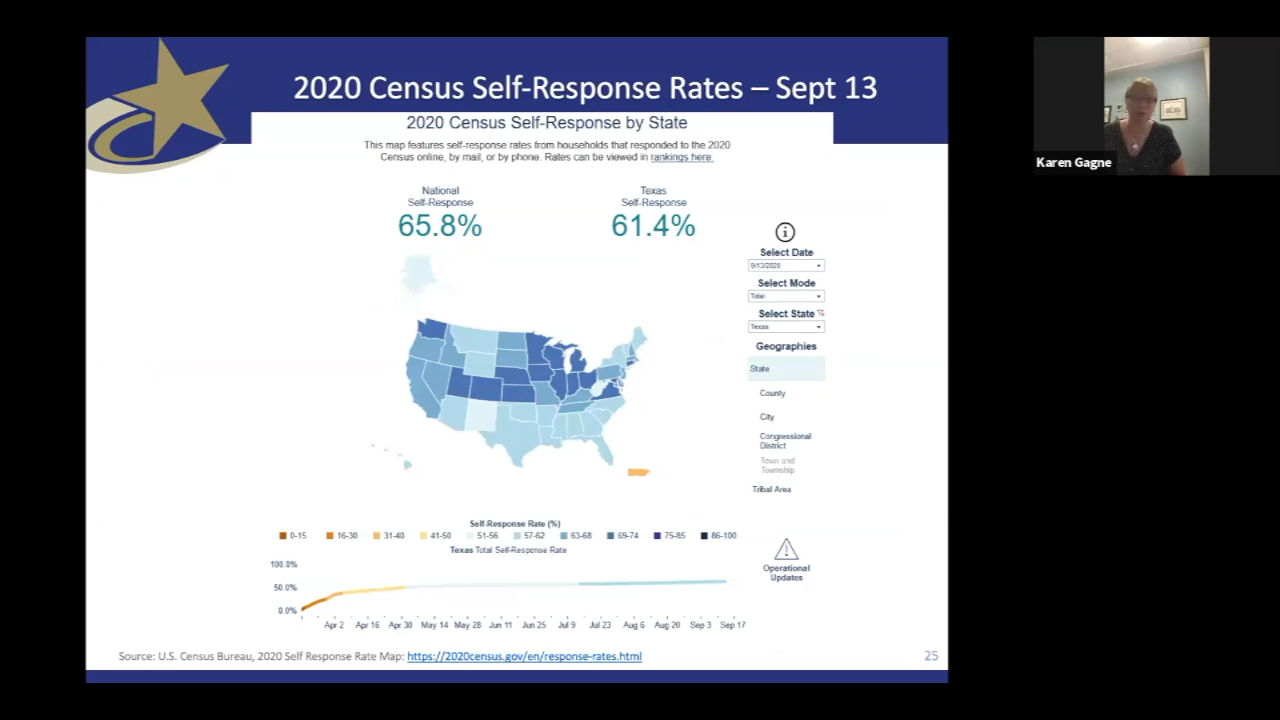 2020 Census Self-Response Rates – Sept 13
2020 Census Self-Response by State
This map features self-response rates from households that responded to the 2020
Census online, by mail, or by phone. Rates can be viewed in rankings here.
National
Self-Response
65.8%
Texas
Self-Response
61.4%
Select Date
9/13/2020
Select Mode
Total
Select State
Texas
Geographies
State
County
City
Congressional
District
Town and
Township
Tribal Area
Self-Response Rate (%)
0-15 16-30 31-40 41-50 51-56 57-62 63-68 69-74 75-85 86-100
Texas Total Self-Response Rate
100.0%
50.0%
0.0%
Apr 2 Apr 16 Apr 30 May 14 May 28 Jun 11 Jun 25 Jul 9 Jul 23 Aug 6 Aug 20 Sep 3 Sep 17
Operational
Updates
Source: U.S. Census Bureau, 2020 Self Response Rate Map: https://2020census.gov/en/response-rates.html
25
Karen Gagne